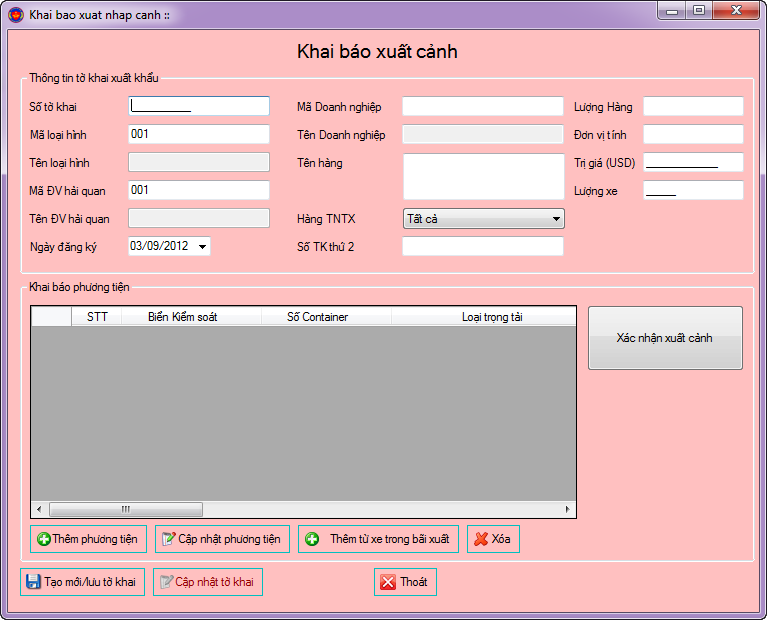 Khai bao xuat nhap canh ::
Khai báo xuất cảnh
Thông tin tờ khai xuất khẩu
Số tờ khai
Mã Doanh nghiệp
Lượng Hàng
Mã loại hình 001
Tên Doanh nghiệp
Đơn vị tính
Tên loại hình
Tên hàng
Trị giá (USD)
Mã ĐV hải quan 001
Lượng xe
Tên ĐV hải quan
Hàng TNTX Tất cả
Ngày đăng ký 03/09/2012
Số TK thứ 2
Khai báo phương tiện
STT Biển Kiểm soát Số Container Loại trọng tải
Xác nhận xuất cảnh
Thêm phương tiện Cập nhật phương tiện Thêm từ xe trong bãi xuất Xóa
Tạo mới/lưu tờ khai Cập nhật tờ khai Thoát